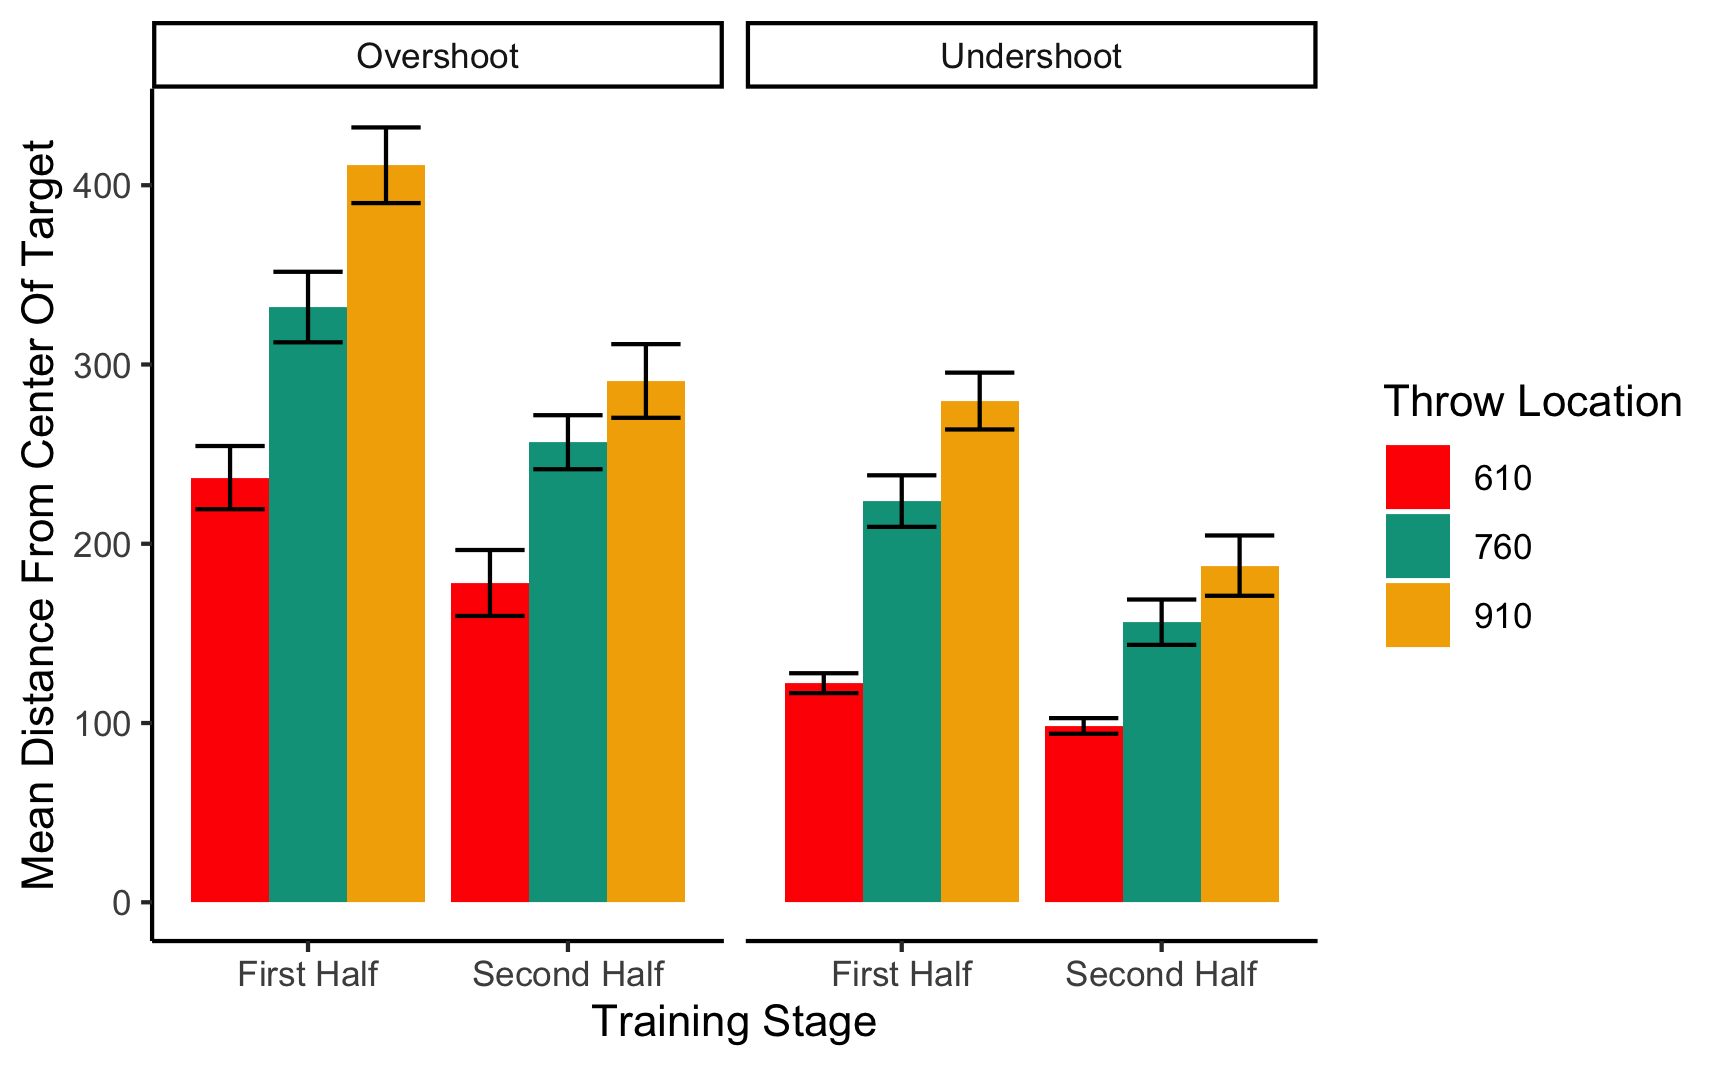 Overshoot
Undershoot
Mean Distance From Center Of Target
400
300
200
100
0
First Half
Second Half
First Half
Second Half
Training Stage
Throw Location
610
760
910